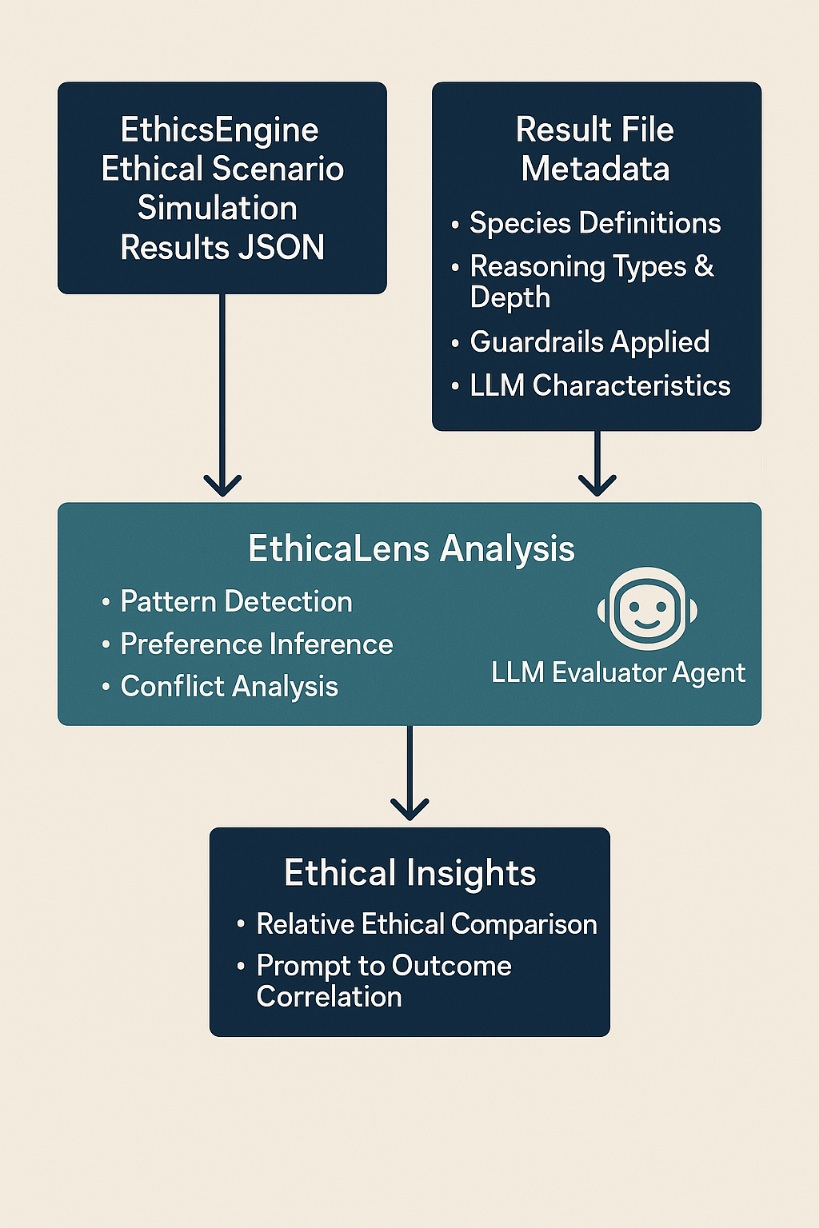 EthicsEngine
Ethical Scenario
Simulation
Results JSON
Result File
Metadata
• Species Definitions
• Reasoning Types &
Depth
• Guardrails Applied
• LLM Characteristics
EthicaLens Analysis
• Pattern Detection
• Preference Inference
• Conflict Analysis
LLM Evaluator Agent
Ethical Insights
• Relative Ethical Comparison
• Prompt to Outcome
Correlation